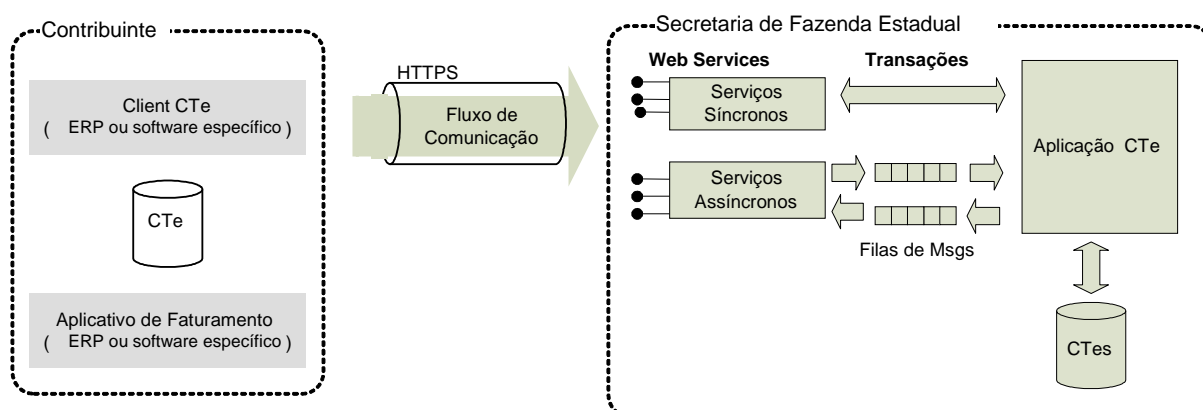 Contribuinte
Client CTe
( ERP ou software específico )
CTe
Aplicativo de Faturamento
( ERP ou software específico )
HTTPS
Fluxo de
Comunicação
Secretaria de Fazenda Estadual
Web Services
Transações
Serviços
Síncronos
Serviços
Assíncronos
Filas de Msgs
Aplicação CTe
CTes